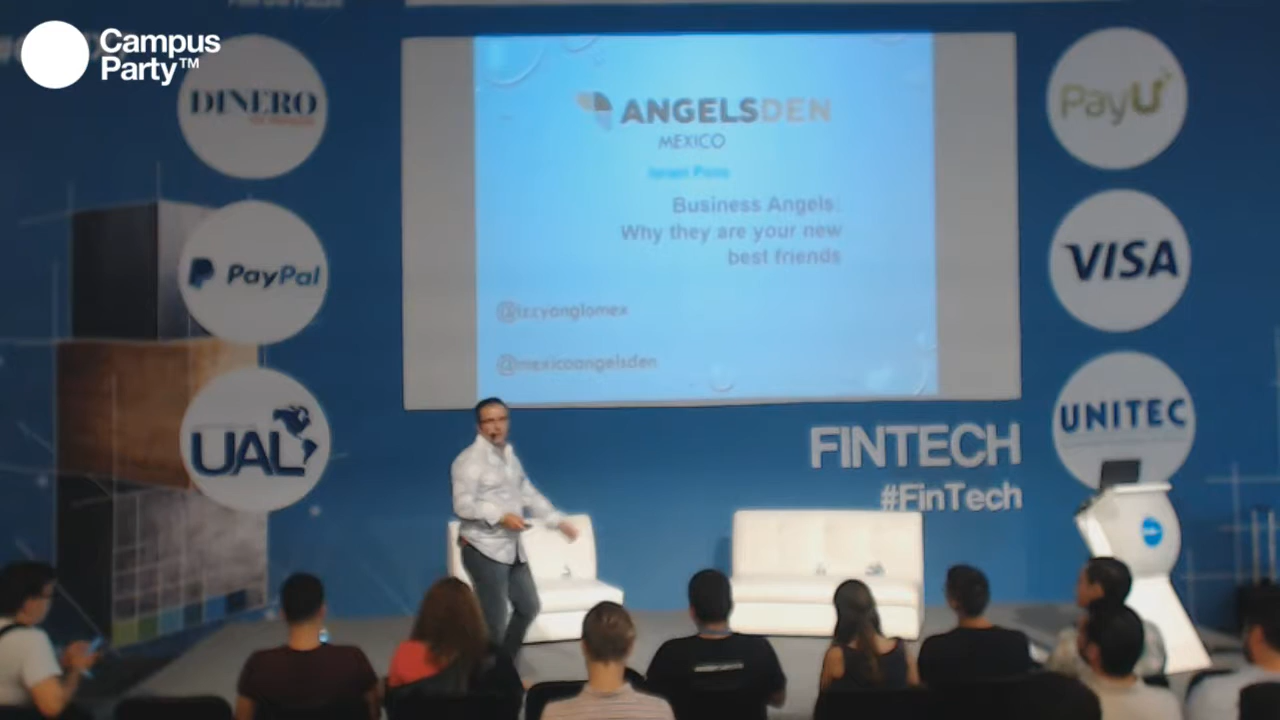 Campus
Party™
DINERO
PayPal
UAL
ANGELSDEN
MEXICO
Business Angels
Why they are your new
best friends
@izzyanglomex
@mexicoangelsden
FINTECH
#FinTech
PayU
VISA
UNITEC